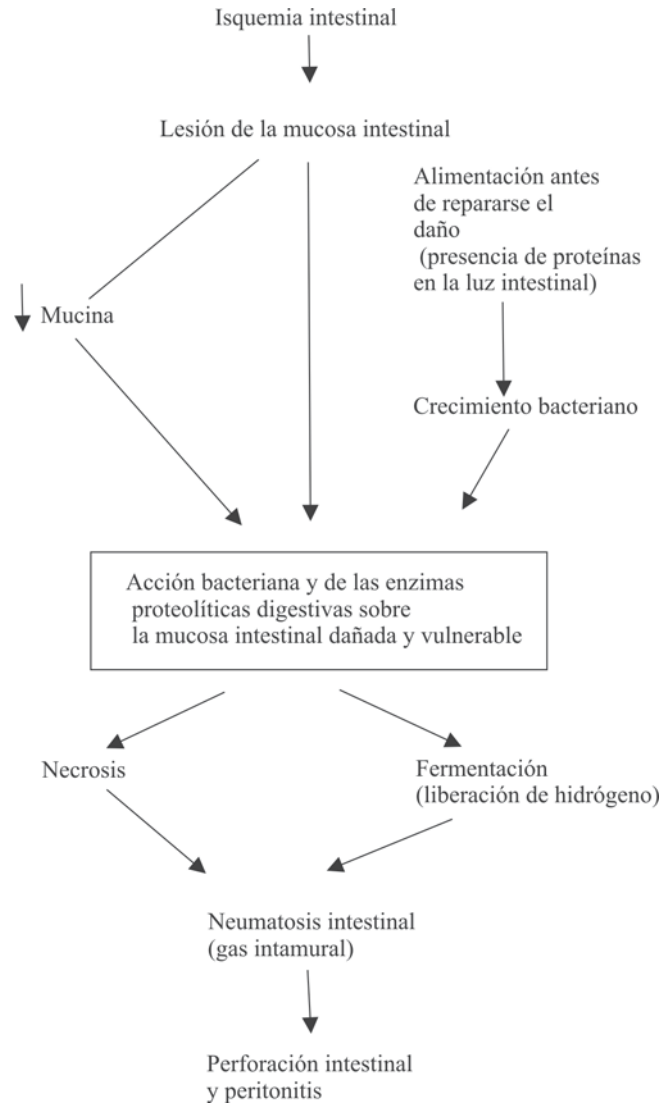 Isquemia intestinal
Lesión de la mucosa intestinal
Alimentación antes
de repararse el
daño
(presencia de proteínas
en la luz intestinal)
Mucina
Crecimiento bacteriano
Acción bacteriana y de las enzimas
proteolíticas digestivas sobre
la mucosa intestinal dañada y vulnerable
Necrosis
Fermentación
(liberación de hidrógeno)
Neumatosis intestinal
(gas intamural)
Perforación intestinal
y peritonitis